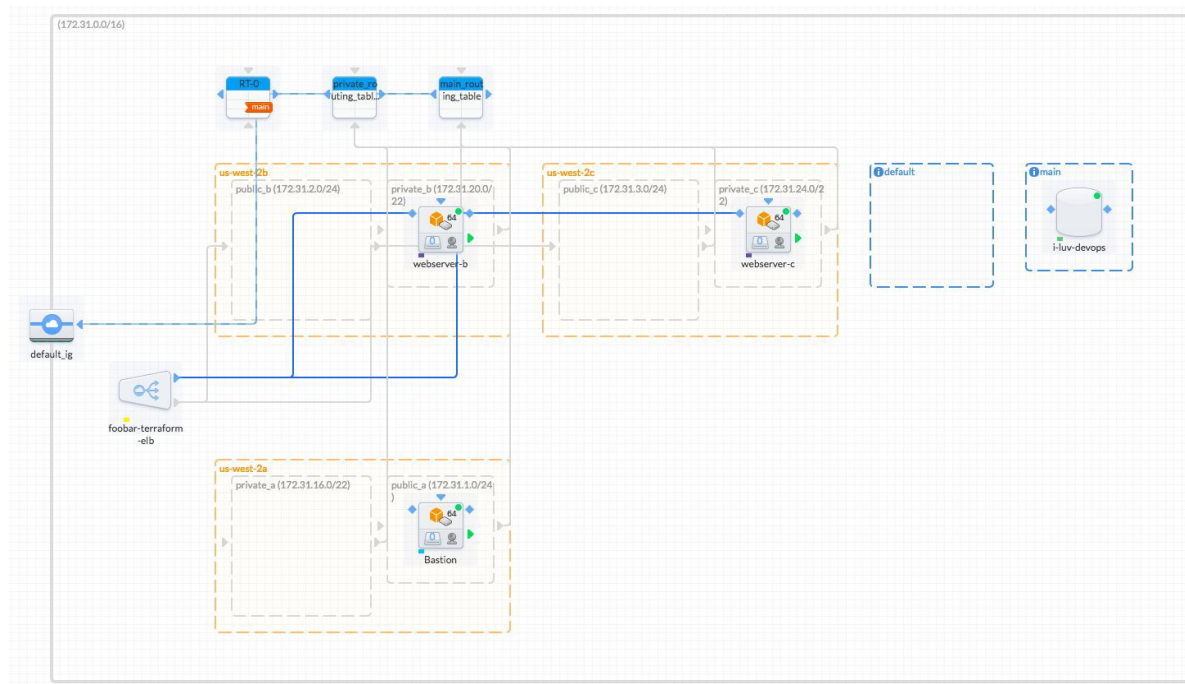 (172.31.0.0/16)
RT-0
main
private_ro
uting_tabl...
main_rout
ing_table
us-west-2b
public_b (172.31.2.0/24)
private_b (172.31.20.0/
22)
64
webserver-b
us-west-2c
public_c (172.31.3.0/24)
private_c (172.31.24.0/2
2)
64
webserver-c
default
main
i-luv-devops
default_ig
foobar-terraform
-elb
us-west-2a
private_a (172.31.16.0/22)
public_a (172.31.1.0/24
)
64
Bastion